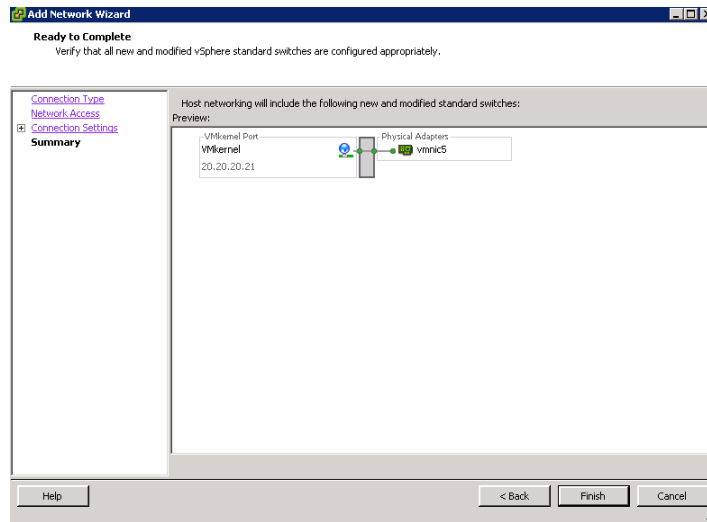 Add Network Wizard
Ready to Complete
Verify that all new and modified vSphere standard switches are configured appropriately.
Connection Type
Network Access
Connection Settings
Summary
Host networking will include the following new and modified standard switches:
Preview:
VMkernel Port
Physical Adapters
VMkernel
vmnic5
20.20.20.21
Help
< Back
Finish
Cancel